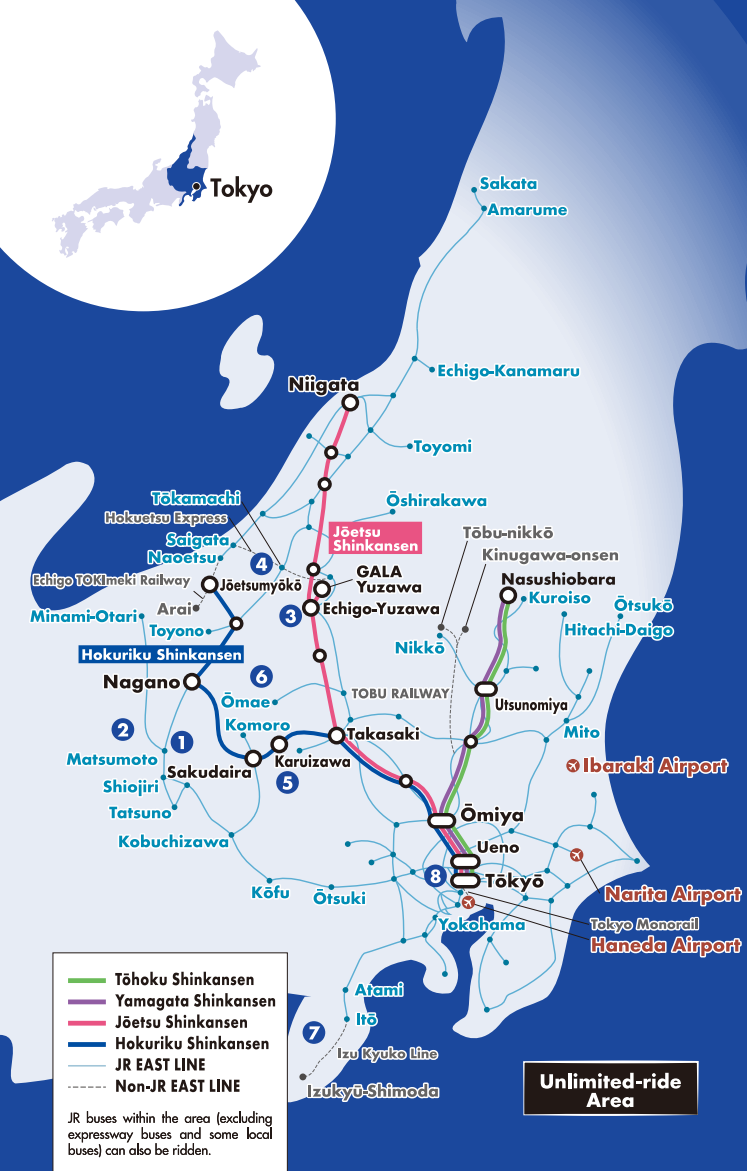 Tokyo
Sakata
Amarume
Echigo-Kanamaru
Niigata
Toyomi
Tōkamachi
Ōshirakawa
Hokuetsu Express
Jōetsu
Shinkansen
Tōbu-nikkō
Saigata
Kinugawa-onsen
Naoetsu
4
GALA
Yuzawa
Echigo TOKImeki Railway
Jōetsumyōkō
Nasushiobara
Kuroiso
Arai
Echigo-Yuzawa
3
Ōtsukō
Minami-Otari
Toyono
Hitachi-Daigo
Nikkō
Hokuriku Shinkansen
Nagano
6
TOBU RAILWAY
Ōmae
Utsunomiya
Komoro
2
1
Takasaki
Mito
Matsumoto
Karuizawa
Sakudaira
5
Ibaraki Airport
Shiojiri
Tatsuno
Ōmiya
Kobuchizawa
Ueno
8
Tōkyō
Kōfu
Ōtsuki
Narita Airport
Yokohama
Tokyo Monorail
Haneda Airport
Atami
Itō
7
Izu Kyuko Line
Izukyū-Shimoda
Tōhoku Shinkansen
Yamagata Shinkansen
Jōetsu Shinkansen
Hokuriku Shinkansen
JR EAST LINE
Non-JR EAST LINE
JR buses within the area (excluding
expressway buses and some local
buses) can also be ridden.
Unlimited-ride
Area